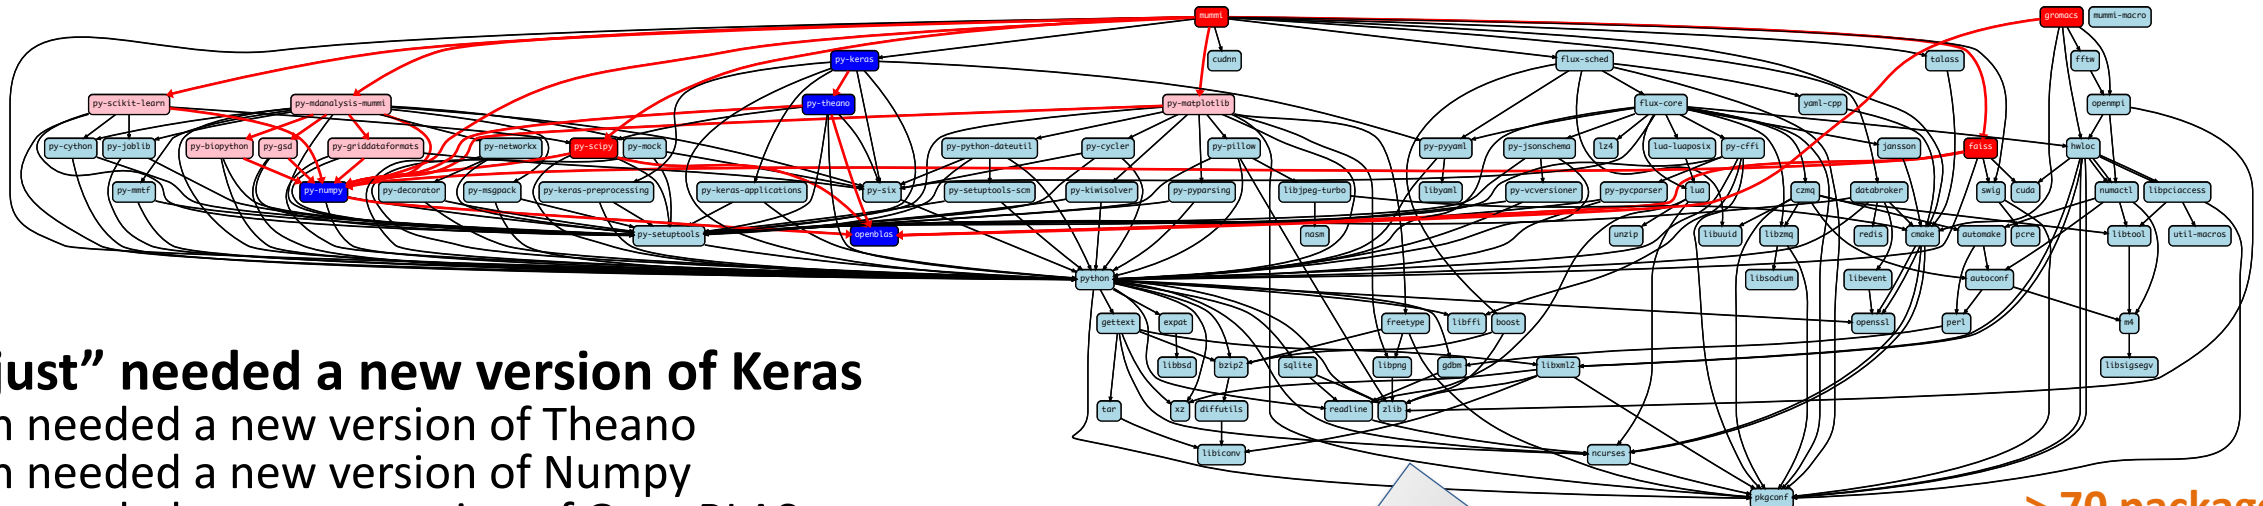 mummi gromacs mummi-macro
py-keras cudnn flux-sched talass fftw
py-scikit-learn py-mdanalysis-mummi py-theano py-matplotlib flux-core yaml-cpp openmpi
py-cython py-joblib py-biopython py-gsd py-griddataformats py-networkx py-scipy py-mock py-python-dateutil py-cycler py-pillow py-pyyaml py-jsonschema lz4 lua-luaposix py-cffi jansson faiss hwloc
py-mmtf py-numpy py-decorator py-msgpack py-keras-preprocessing py-keras-applications py-six py-setuptools-scm py-kiwisolver py-pyparsing libjpeg-turbo libyaml py-vcversioner py-pycparser lua czmq databroker swig cuda numactl libpciaccess
py-setuptools openblas nasm unzip libuuid libzmq redis cmake automake pcre libtool util-macros
python libsodium libevent autoconf
gettext expat freetype libffi boost openssl perl m4
libbsd bzip2 sqlite libpng gdbm libxml2 libsigsegv
just” needed a new version of Keras
tar xz diffutils readline zlib
n needed a new version of Theano
libiconv ncurses
n needed a new version of Numpy
pkgconf
> 70 packag